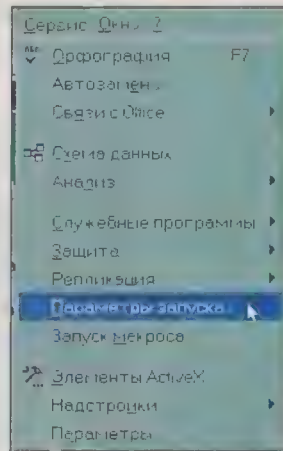 Сервис Окно ?
Орфография F7
Автозамена
Связи с Office
Схема данных
Анализ
Служебные программы
Защита
Репликация
Параметры запуска
Запуск макроса
Элементы ActiveX
Надстройки
Параметры